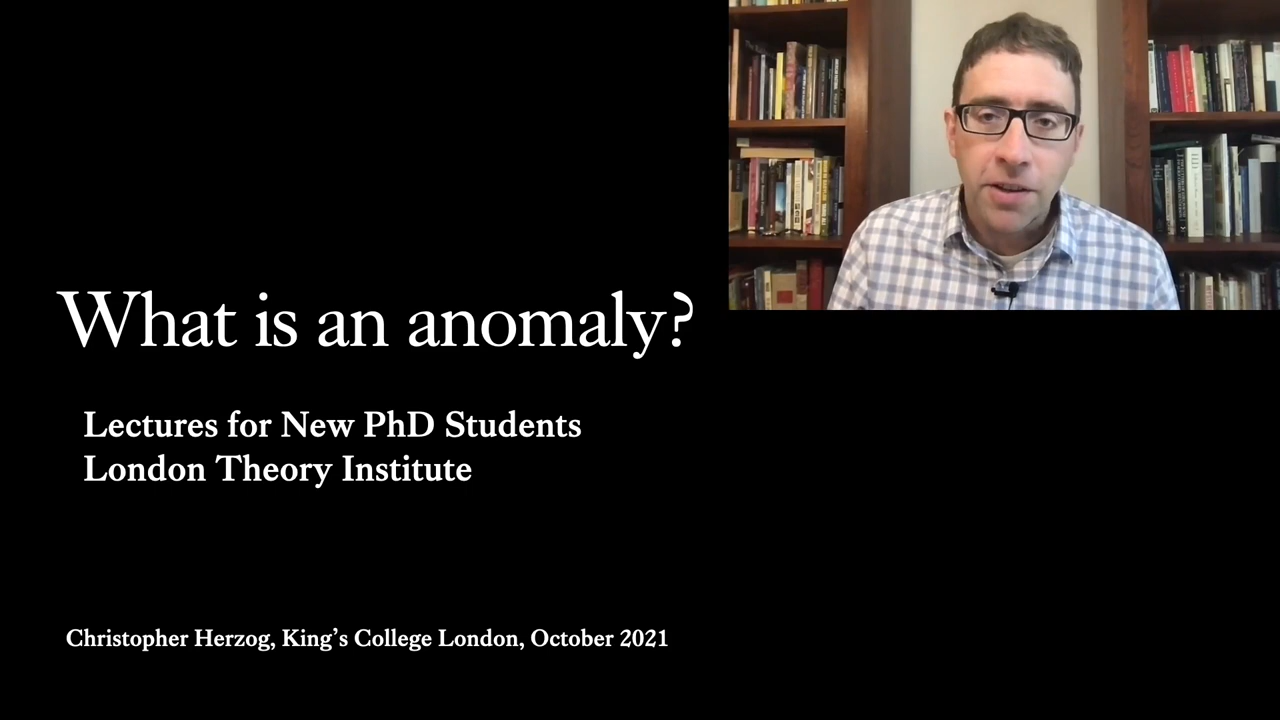 What is an anomaly?
Lectures for New PhD Students
London Theory Institute
Christopher Herzog, King’s College London, October 2021